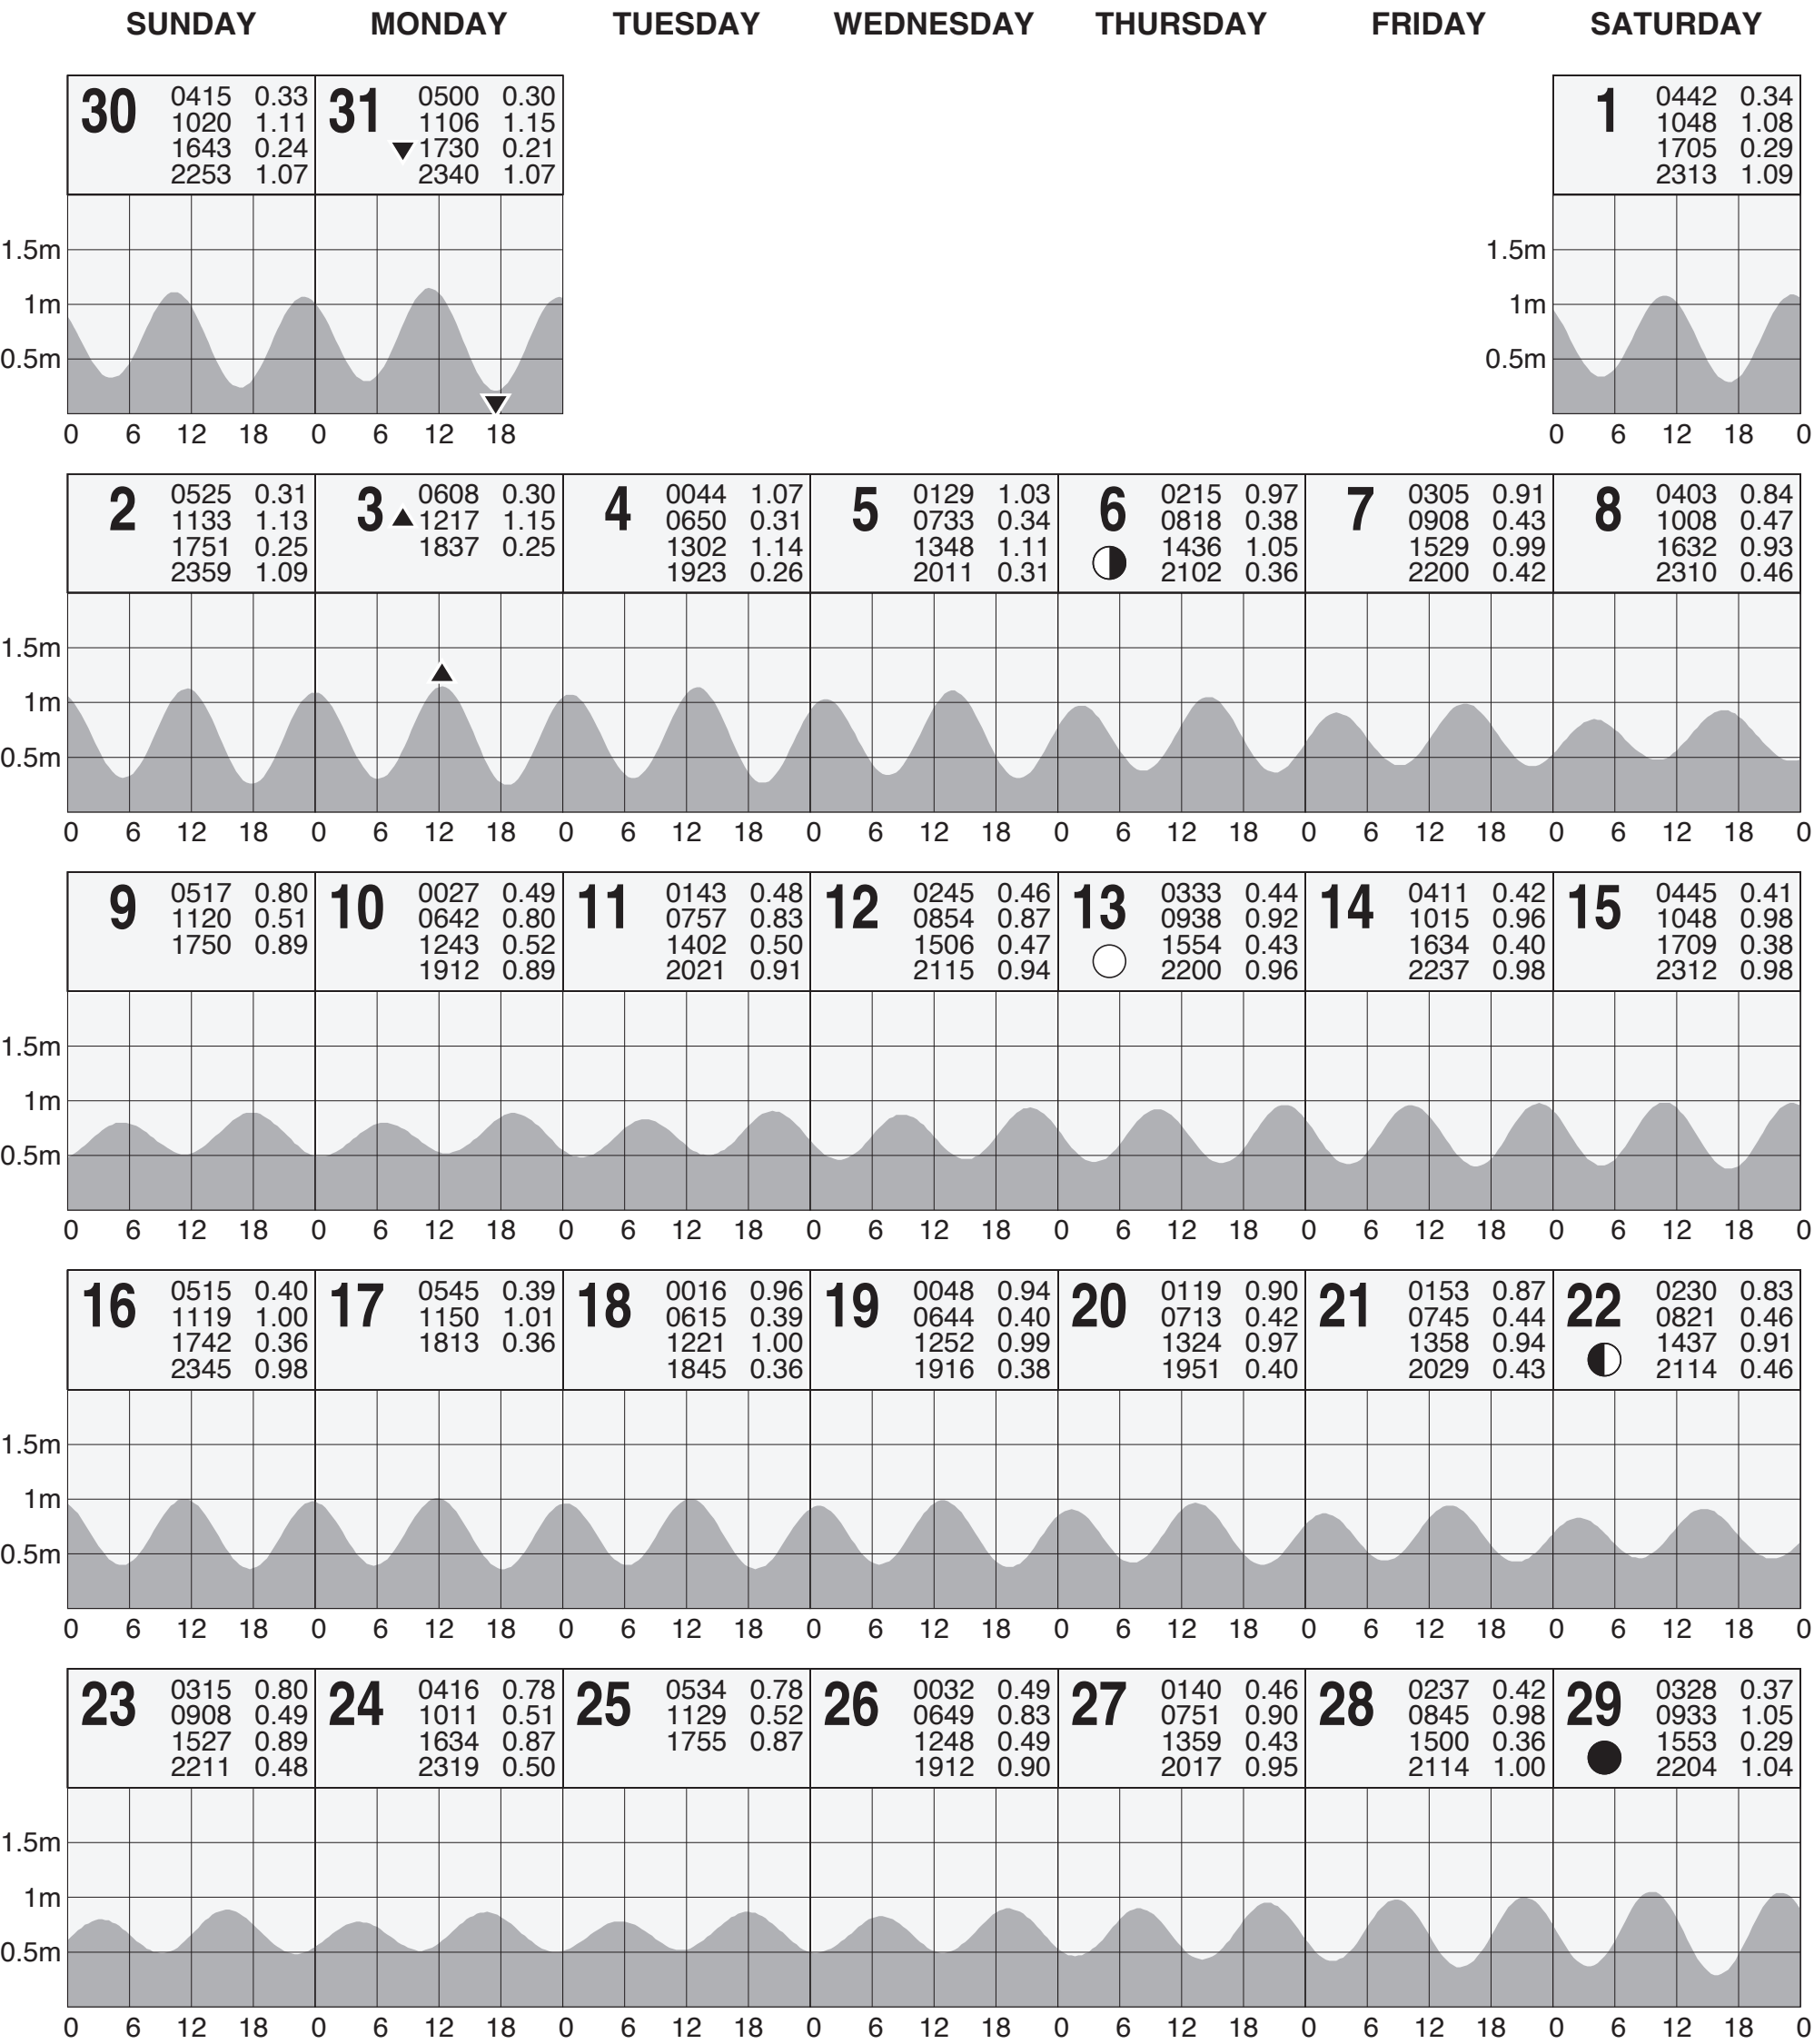 SUNDAY MONDAY TUESDAY WEDNESDAY THURSDAY FRIDAY SATURDAY
30 0415 0.33
1020 1.11
1643 0.24
2253 1.07
31 0500 0.30
1106 1.15
▼ 1730 0.21
2340 1.07
1 0442 0.34
1048 1.08
1705 0.29
2313 1.09
1.5m
1m
0.5m
0 6 12 18 0 6 12 18
▼
1.5m
1m
0.5m
0 6 12 18 0
2 0525 0.31
1133 1.13
1751 0.25
2359 1.09
3 0608 0.30
▲ 1217 1.15
1837 0.25
4 0044 1.07
0650 0.31
1302 1.14
1923 0.26
5 0129 1.03
0733 0.34
1348 1.11
2011 0.31
6 0215 0.97
0818 0.38
1436 1.05
2102 0.36
7 0305 0.91
0908 0.43
1529 0.99
2200 0.42
8 0403 0.84
1008 0.47
1632 0.93
2310 0.46
1.5m
1m
0.5m
▲
0 6 12 18 0 6 12 18 0 6 12 18 0 6 12 18 0 6 12 18 0 6 12 18 0 6 12 18 0
9 0517 0.80
1120 0.51
1750 0.89
10 0027 0.49
0642 0.80
1243 0.52
1912 0.89
11 0143 0.48
0757 0.83
1402 0.50
2021 0.91
12 0245 0.46
0854 0.87
1506 0.47
2115 0.94
13 0333 0.44
0938 0.92
1554 0.43
2200 0.96
14 0411 0.42
1015 0.96
1634 0.40
2237 0.98
15 0445 0.41
1048 0.98
1709 0.38
2312 0.98
1.5m
1m
0.5m
0 6 12 18 0 6 12 18 0 6 12 18 0 6 12 18 0 6 12 18 0 6 12 18 0 6 12 18 0
16 0515 0.40
1119 1.00
1742 0.36
2345 0.98
17 0545 0.39
1150 1.01
1813 0.36
18 0016 0.96
0615 0.39
1221 1.00
1845 0.36
19 0048 0.94
0644 0.40
1252 0.99
1916 0.38
20 0119 0.90
0713 0.42
1324 0.97
1951 0.40
21 0153 0.87
0745 0.44
1358 0.94
2029 0.43
22 0230 0.83
0821 0.46
1437 0.91
2114 0.46
1.5m
1m
0.5m
0 6 12 18 0 6 12 18 0 6 12 18 0 6 12 18 0 6 12 18 0 6 12 18 0 6 12 18 0
23 0315 0.80
0908 0.49
1527 0.89
2211 0.48
24 0416 0.78
1011 0.51
1634 0.87
2319 0.50
25 0534 0.78
1129 0.52
1755 0.87
26 0032 0.49
0649 0.83
1248 0.49
1912 0.90
27 0140 0.46
0751 0.90
1359 0.43
2017 0.95
28 0237 0.42
0845 0.98
1500 0.36
2114 1.00
29 0328 0.37
0933 1.05
1553 0.29
2204 1.04
1.5m
1m
0.5m
0 6 12 18 0 6 12 18 0 6 12 18 0 6 12 18 0 6 12 18 0 6 12 18 0 6 12 18 0